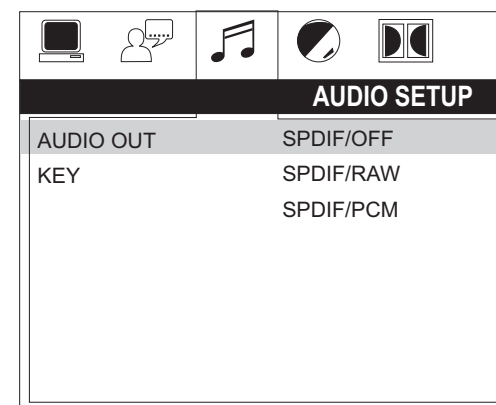 AUDIO SETUP
AUDIO OUT SPDIF/OFF
KEY SPDIF/RAW
SPDIF/PCM